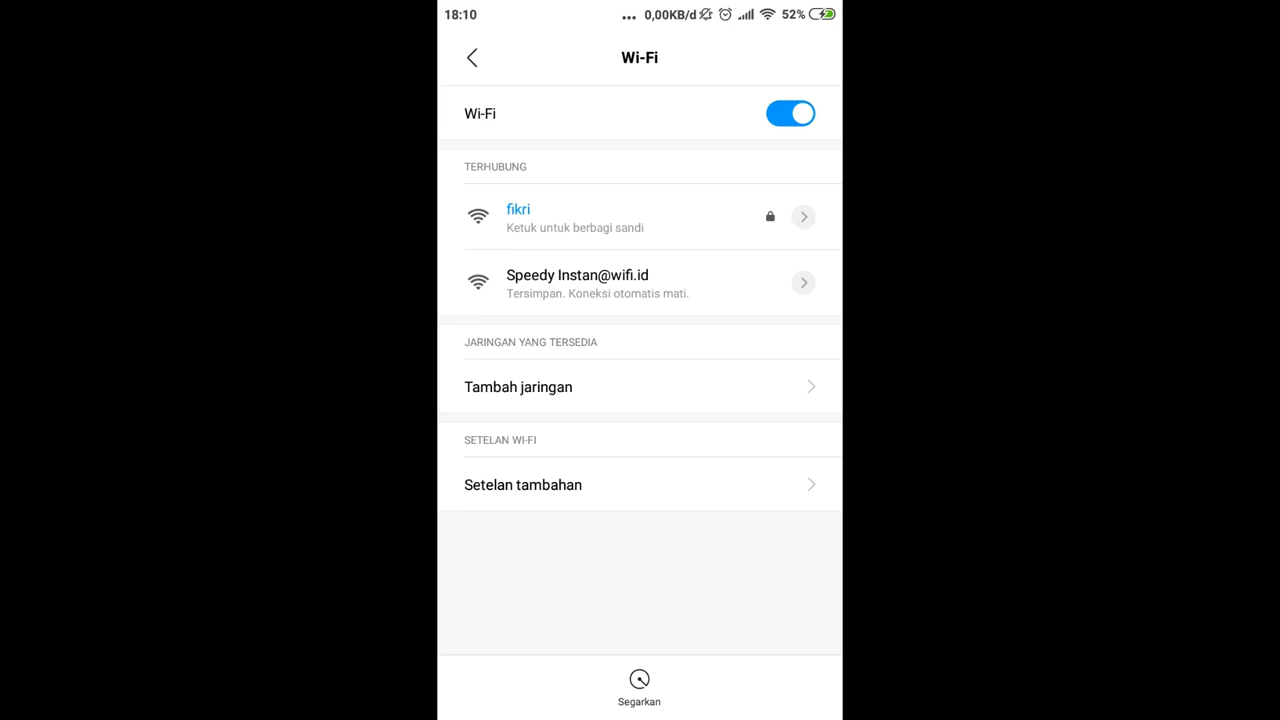 18:10
... 0,00KB/d 52%
Wi-Fi
Wi-Fi
TERHUBUNG
fikri
Ketuk untuk berbagi sandi
Speedy Instan@wifi.id
Tersimpan. Koneksi otomatis mati.
JARINGAN YANG TERSEDIA
Tambah jaringan
SETELAN WI-FI
Setelan tambahan
Segarkan